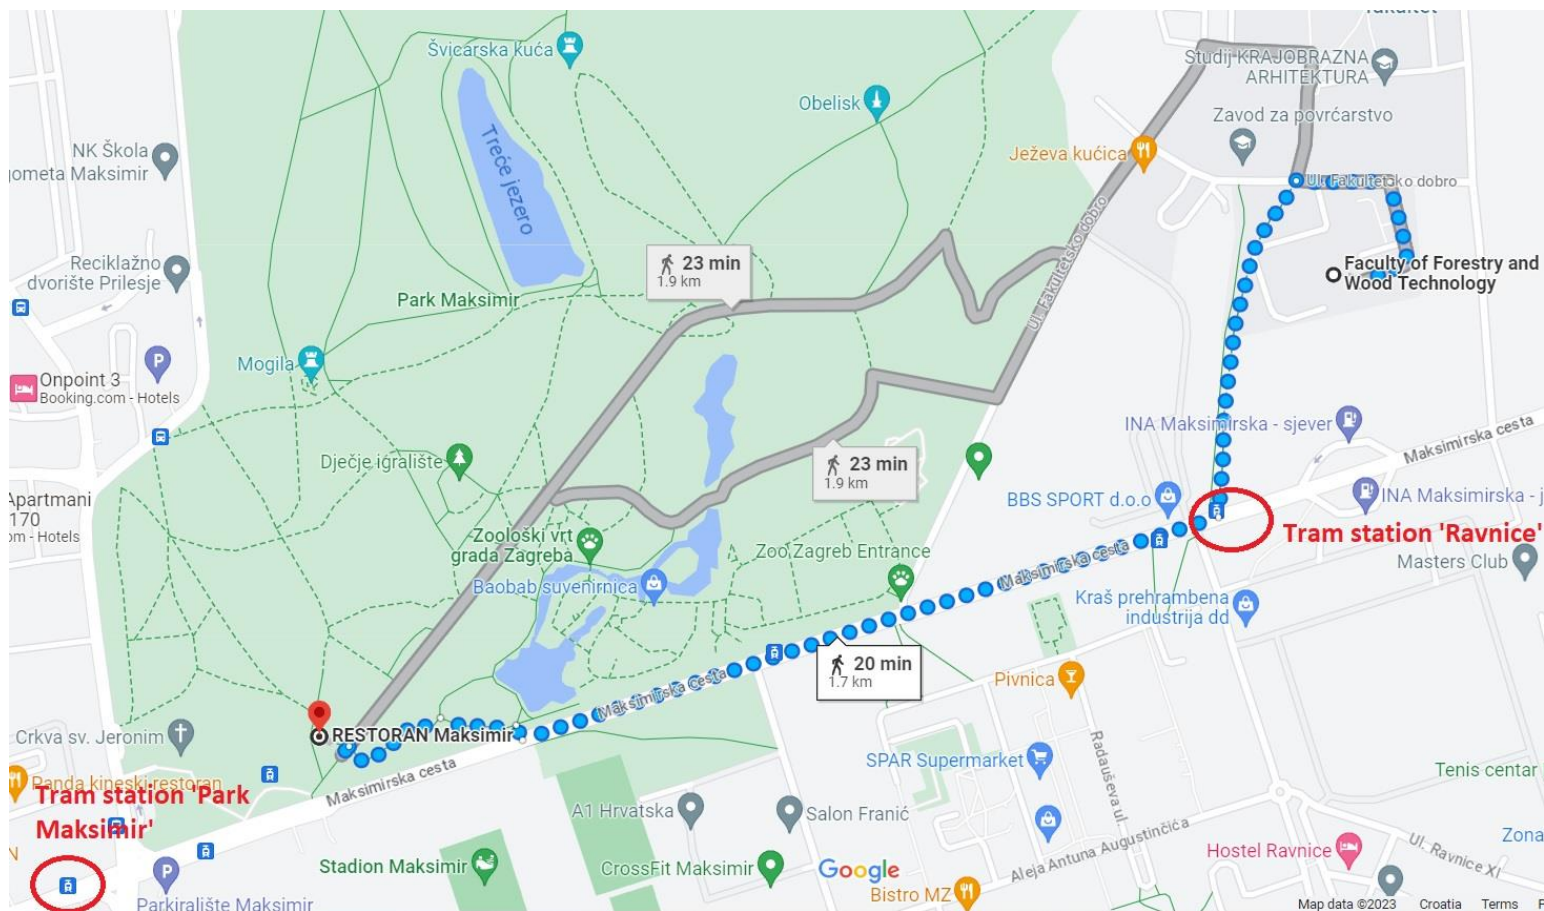 Švicarska kuća
Treće jezero
Obelisk
Studij KRAJOBRAZNA
ARHITEKTURA
Zavod za povrćarstvo
NK Škola
gometa Maksimir
Ježeva kućica
Ul. Fakultetsko dobro
Ul. Fakultetsko dobro
Reciklažno
dvorište Prilesje
23 min
1.9 km
Faculty of Forestry and
Wood Technology
Park Maksimir
Mogila
Onpoint 3
Booking.com - Hotels
INA Maksimirska - sjever
Maksimirska cesta
Dječje igralište
23 min
1.9 km
Apartmani
170
om - Hotels
BBS SPORT d.o.o
INA Maksimirska - j
Tram station 'Ravnice'
Zoološki vrt
grada Zagreba
Zoo Zagreb Entrance
Maksimirska cesta
Masters Club
Baobab suvenirnica
Kraš prehrambena
industrija dd
20 min
1.7 km
Pivnica
Maksimirska cesta
RESTORAN Maksimir
Crkva sv. Jeronim
Radauševa ul.
SPAR Supermarket
Tenis centar
Panda kineski restoran
Maksimirska cesta
Tram station 'Park
Maksimir'
A1 Hrvatska
Salon Franić
Zona
Aleja Antuna Augustinčića
Hostel Ravnice
Ul. Ravnice XI
N
Stadion Maksimir
CrossFit Maksimir
Google
Bistro MZ
P
Parkiralište Maksimir
Map data ©2023 Croatia Terms